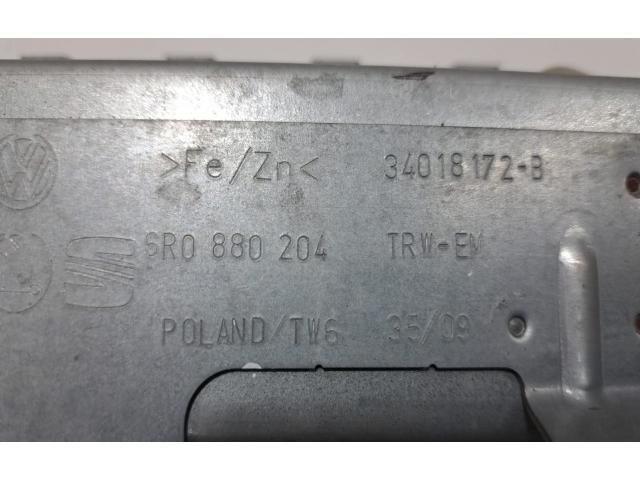 >Fe/Zn< 34018172-B
6R0 880 204 TRW-EM
POLAND/TW6 35/09